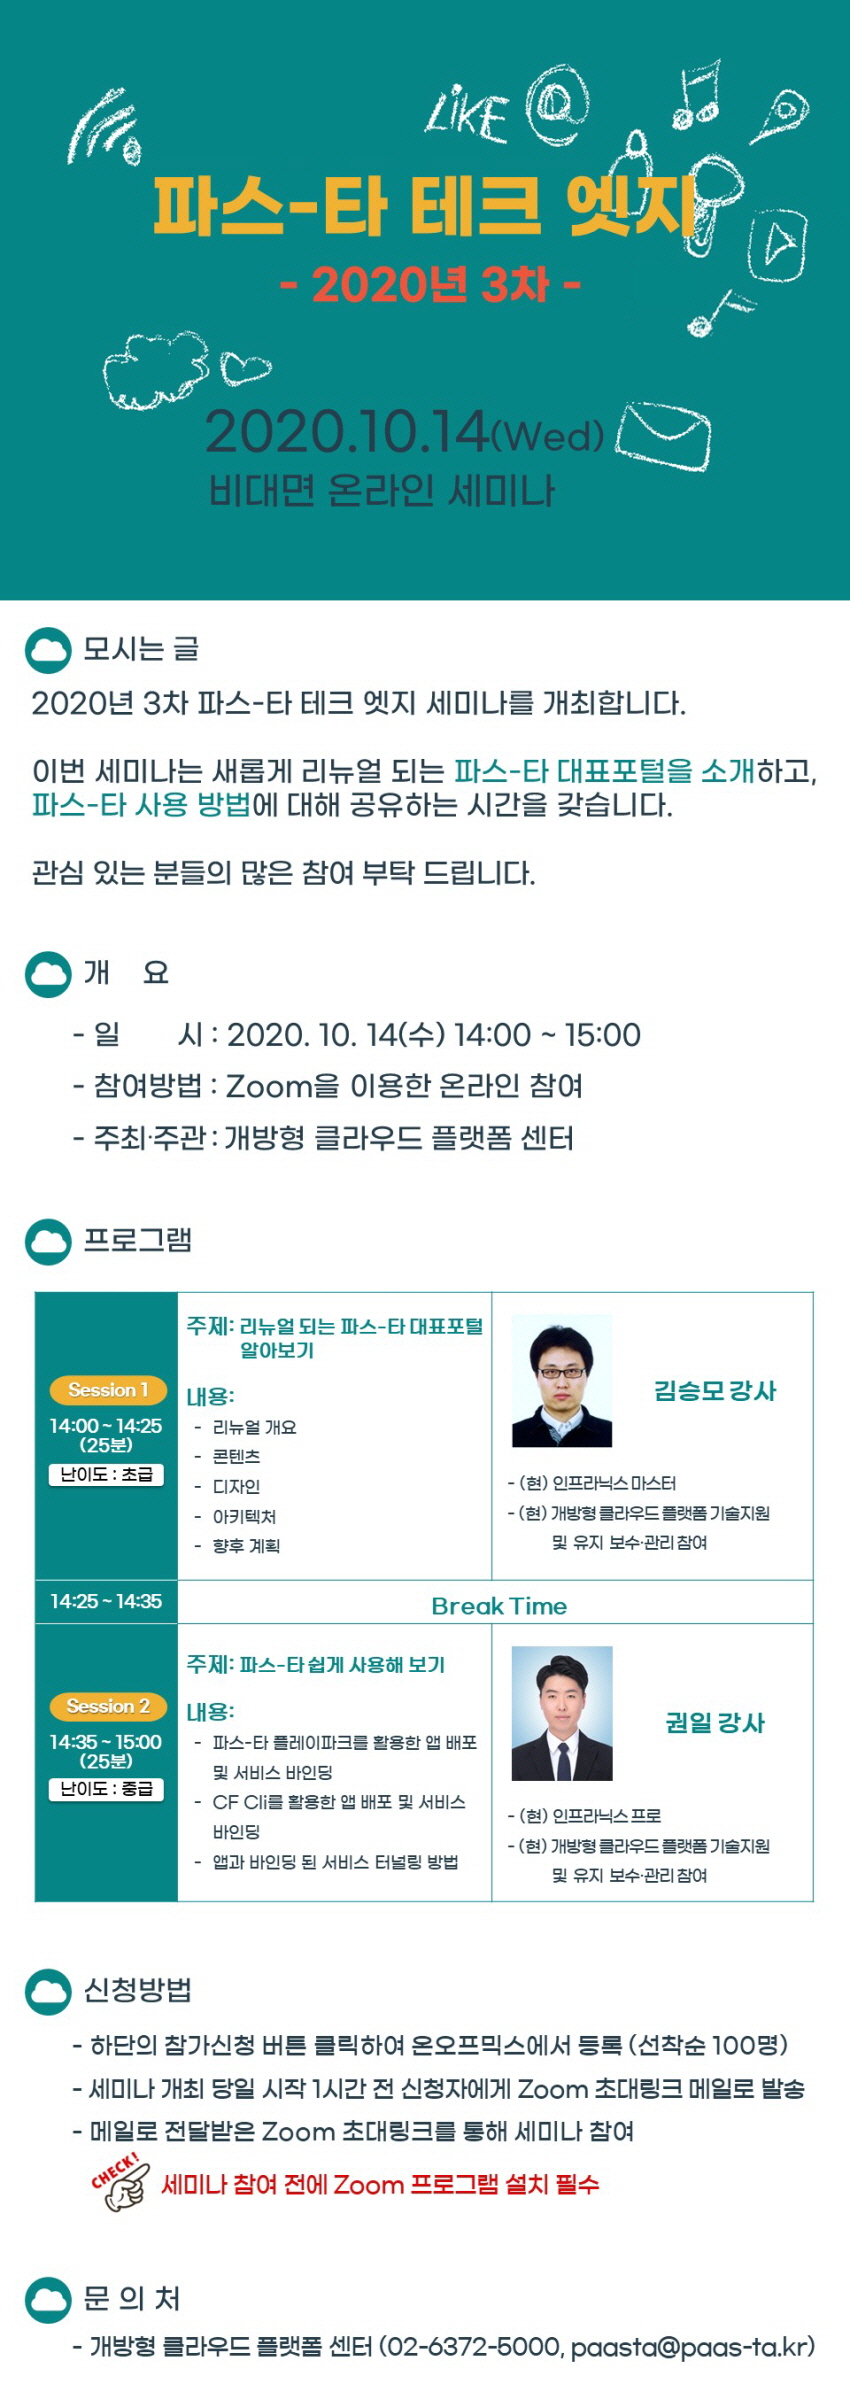 LIKE
파스-타 테크 엣지
- 2020년 3차 -
2020.10.14(Wed)
비대면 온라인 세미나
모시는 글
2020년 3차 파스-타 테크 엣지 세미나를 개최합니다.
이번 세미나는 새롭게 리뉴얼 되는 파스-타 대표포털을 소개하고,
파스-타 사용 방법에 대해 공유하는 시간을 갖습니다.
관심 있는 분들의 많은 참여 부탁 드립니다.
개 요
- 일 시 : 2020. 10. 14(수) 14:00 ~ 15:00
- 참여방법 : Zoom을 이용한 온라인 참여
- 주최·주관 : 개방형 클라우드 플랫폼 센터
프로그램
Session 1
14:00 ~ 14:25
(25분)
난이도 : 초급
주제: 리뉴얼 되는 파스-타 대표포털
알아보기
내용:
- 리뉴얼 개요
- 콘텐츠
- 디자인
- 아키텍처
- 향후 계획
김승모 강사
- (현) 인프라닉스 마스터
- (현) 개방형 클라우드 플랫폼 기술지원
및 유지 보수·관리 참여
14:25 ~ 14:35
Break Time
Session 2
14:35 ~ 15:00
(25분)
난이도 : 중급
주제: 파스-타 쉽게 사용해 보기
내용:
- 파스-타 플레이파크를 활용한 앱 배포
및 서비스 바인딩
- CF Cli를 활용한 앱 배포 및 서비스
바인딩
- 앱과 바인딩 된 서비스 터널링 방법
권일 강사
- (현) 인프라닉스 프로
- (현) 개방형 클라우드 플랫폼 기술지원
및 유지 보수·관리 참여
신청방법
- 하단의 참가신청 버튼 클릭하여 온오프믹스에서 등록 (선착순 100명)
- 세미나 개최 당일 시작 1시간 전 신청자에게 Zoom 초대링크 메일로 발송
- 메일로 전달받은 Zoom 초대링크를 통해 세미나 참여
CHECK!
세미나 참여 전에 Zoom 프로그램 설치 필수
문 의 처
- 개방형 클라우드 플랫폼 센터 (02-6372-5000, paasta@paas-ta.kr)